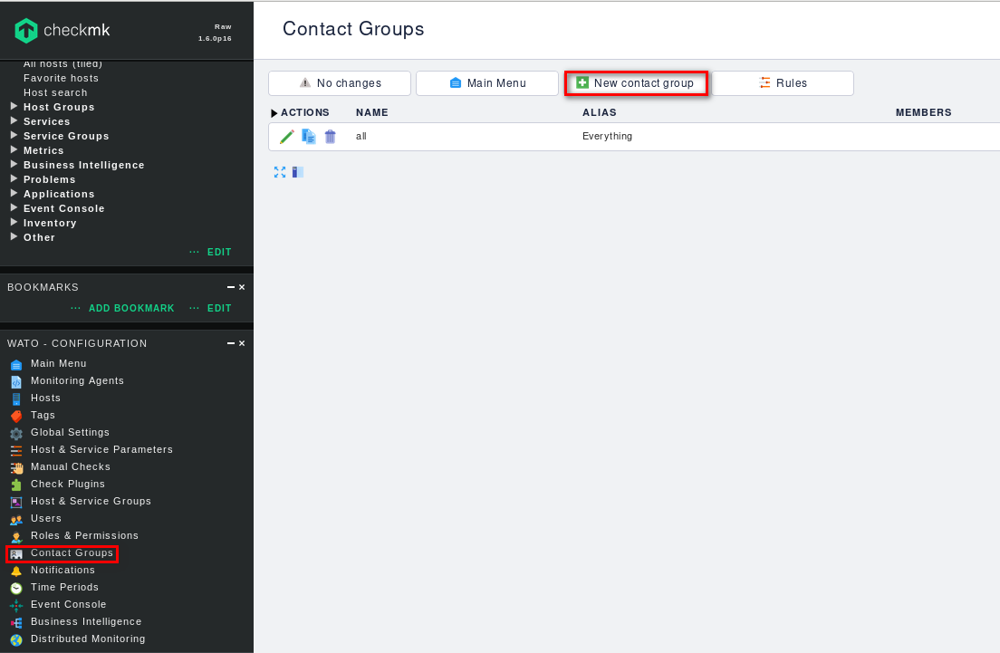 checkmk
Raw
1.6.0p16
All hosts (tiled)
Favorite hosts
Host search
Host Groups
Services
Service Groups
Metrics
Business Intelligence
Problems
Applications
Event Console
Inventory
Other
··· EDIT
BOOKMARKS
··· ADD BOOKMARK ··· EDIT
WATO - CONFIGURATION
Main Menu
Monitoring Agents
Hosts
Tags
Global Settings
Host & Service Parameters
Manual Checks
Check Plugins
Host & Service Groups
Users
Roles & Permissions
Contact Groups
Notifications
Time Periods
Event Console
Business Intelligence
Distributed Monitoring
Contact Groups
No changes Main Menu New contact group Rules
ACTIONS NAME ALIAS MEMBERS
all Everything